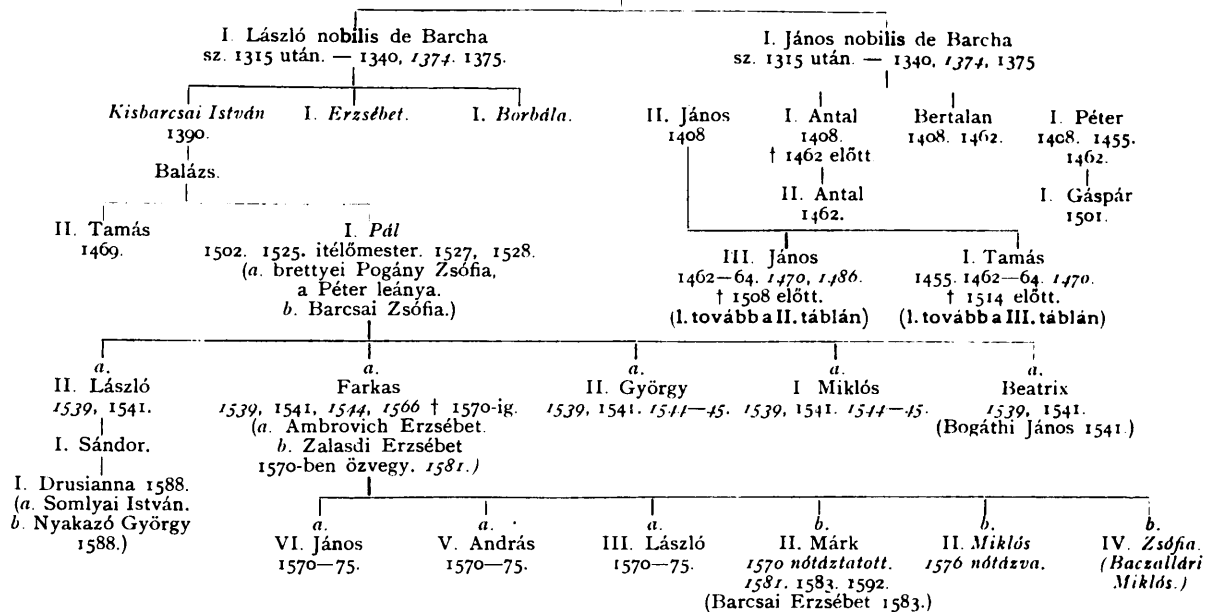 I. László nobilis de Barcha
sz. 1315 után. — 1340, 1374. 1375.
I. János nobilis de Barcha
sz. 1315 után. — 1340, 1374, 1375
Kisbarcsai István
1390.
I. Erzsébet.
I. Borbála.
II. János
1408
I. Antal
1408.
† 1462 előtt
Bertalan
1408. 1462.
I. Péter
1408. 1455.
1462.
Balázs.
II. Antal
1462.
I. Gáspár
1501.
II. Tamás
1469.
I. Pál
1502. 1525. itélőmester. 1527, 1528.
(a. brettyei Pogány Zsófia,
a Péter leánya.
b. Barcsai Zsófia.)
III. János
1462—64. 1470, 1486.
† 1508 előtt.
(l. tovább a II. táblán)
I. Tamás
1455. 1462—64. 1470.
† 1514 előtt.
(l. tovább a III. táblán)
a.
II. László
1539, 1541.
a.
Farkas
1539, 1541, 1544, 1566 † 1570-ig.
(a. Ambrovich Erzsébet.
b. Zalasdi Erzsébet
1570-ben özvegy. 1581.)
a.
II. György
1539, 1541. 1544—45.
a.
I Miklós
1539, 1541. 1544—45.
a.
Beatrix
1539, 1541.
(Bogáthi János 1541.)
I. Sándor.
I. Drusianna 1588.
(a. Somlyai István.
b. Nyakazó György
1588.)
a.
VI. János
1570—75.
a.
V. András
1570—75.
a.
III. László
1570—75.
b.
II. Márk
1570 nótáztatott.
1581. 1583. 1592.
(Barcsai Erzsébet 1583.)
b.
II. Miklós
1576 nótázva.
b.
IV. Zsófia.
(Baczallári
Miklós.)